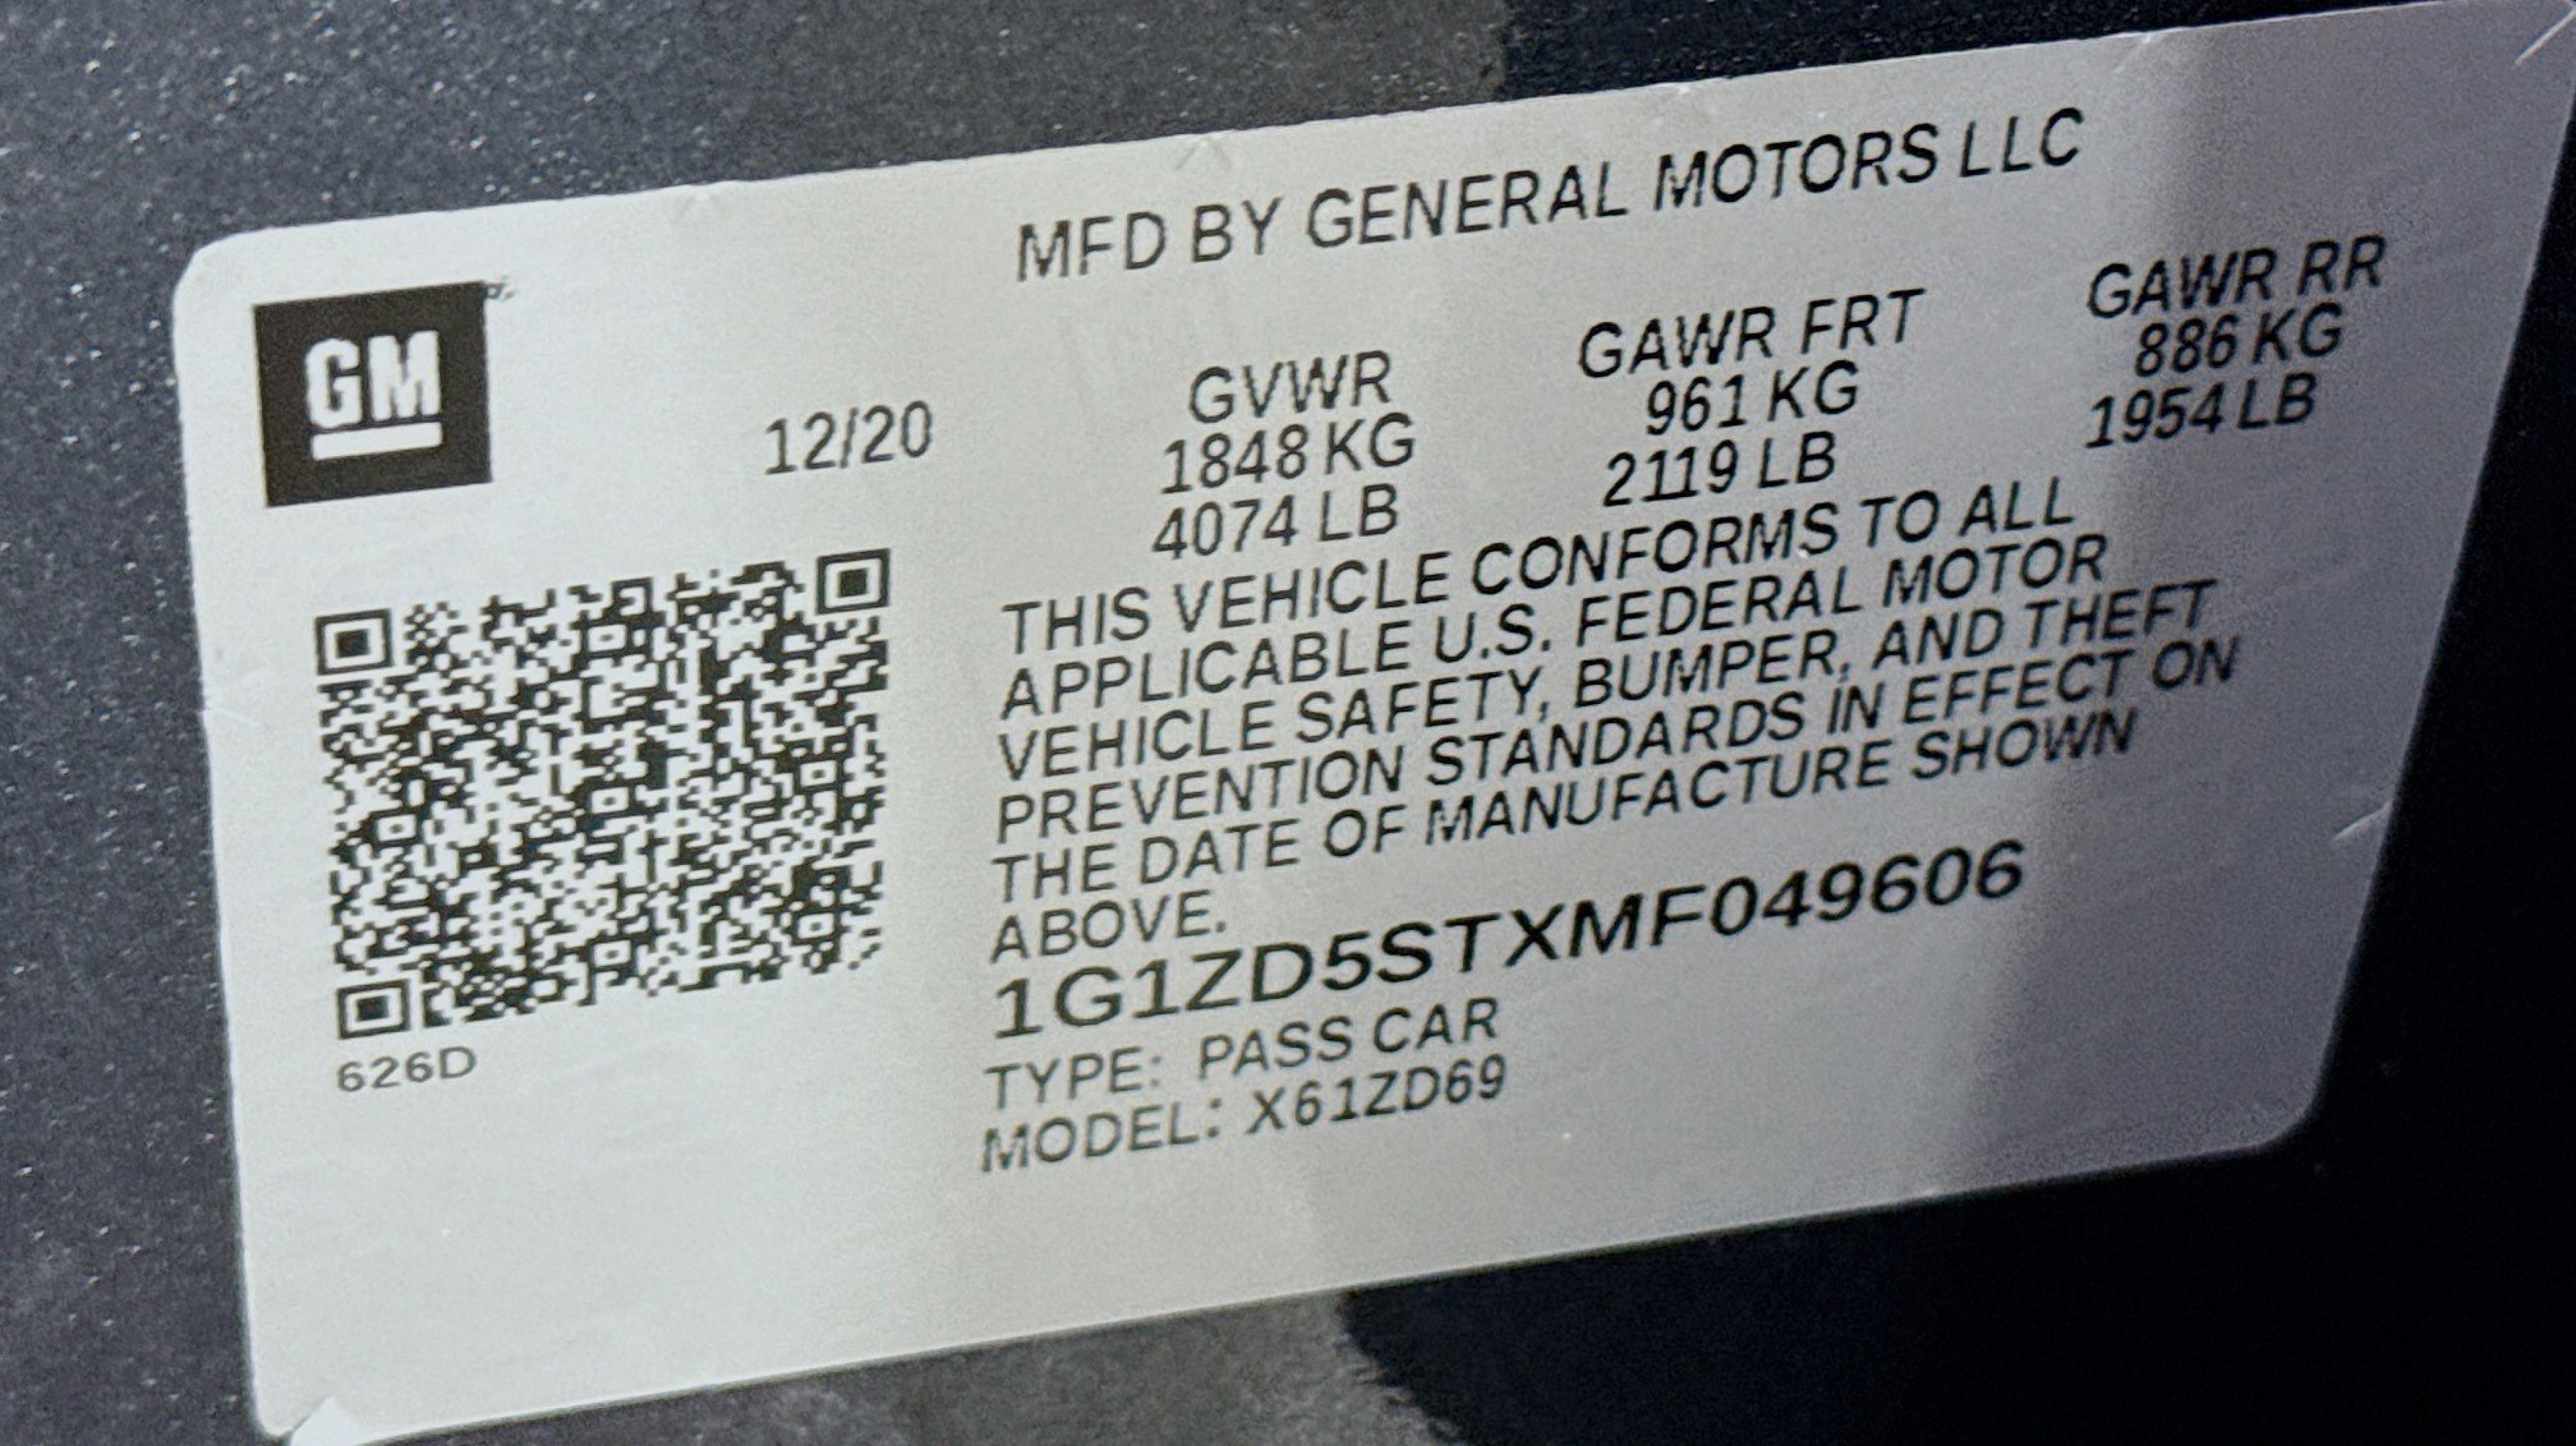 MFD BY GENERAL MOTORS LLC
GM
12/20
GVWR GAWR FRT GAWR RR
1848 KG 961 KG 886 KG
4074 LB 2119 LB 1954 LB
THIS VEHICLE CONFORMS TO ALL
APPLICABLE U.S. FEDERAL MOTOR
VEHICLE SAFETY, BUMPER, AND THEFT
PREVENTION STANDARDS IN EFFECT ON
THE DATE OF MANUFACTURE SHOWN
ABOVE.
1G1ZD5STXMF049606
TYPE: PASS CAR
MODEL: X61ZD69
626D